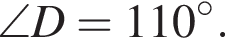 ∠D = 110°.